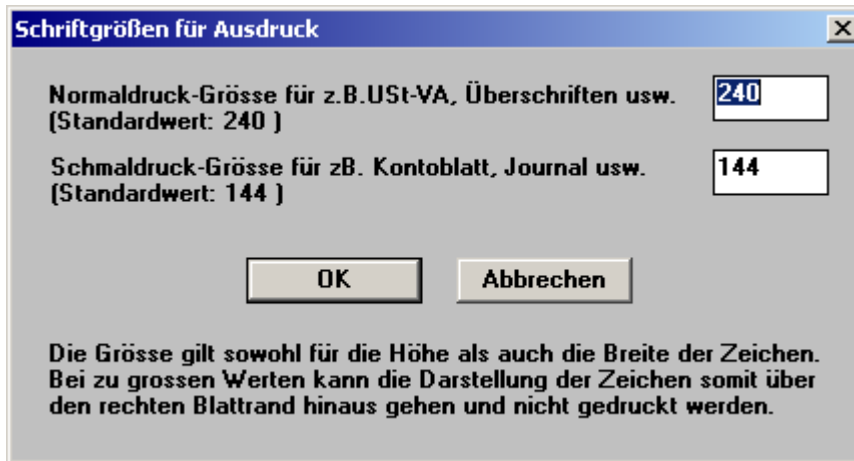 Schriftgrößen für Ausdruck
Normaldruck-Grösse für z.B.USt-VA, Überschriften usw.
(Standardwert: 240 )
240
Schmaldruck-Grösse für zB. Kontoblatt, Journal usw.
(Standardwert: 144 )
144
OK
Abbrechen
Die Grösse gilt sowohl für die Höhe als auch die Breite der Zeichen.
Bei zu grossen Werten kann die Darstellung der Zeichen somit über
den rechten Blattrand hinaus gehen und nicht gedruckt werden.